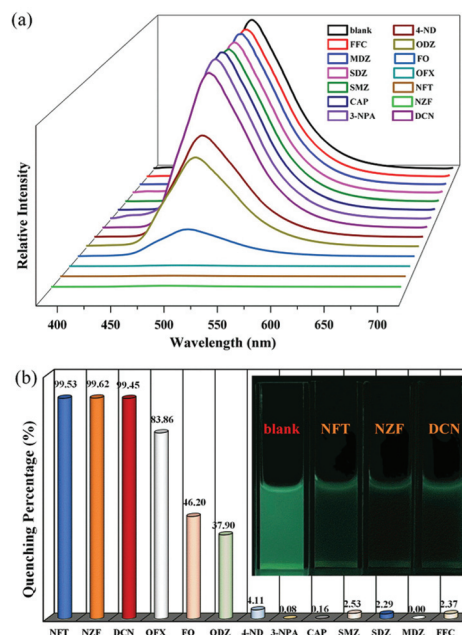 (a)
blank
4-ND
FFC
ODZ
MDZ
FO
SDZ
OFX
SMZ
NFT
CAP
NZF
3-NPA
DCN
Relative Intensity
400
450
500
550
600
650
700
Wavelength (nm)
(b)
Quenching Percentage (%)
99.53
99.62
99.45
83.86
46.20
37.90
4.11
0.08
0.16
2.53
2.29
0.00
2.37
blank
NFT
NZF
DCN
NFT
NZF
DCN
OFX
FO
ODZ
4-ND
3-NPA
CAP
SMZ
SDZ
MDZ
FFC